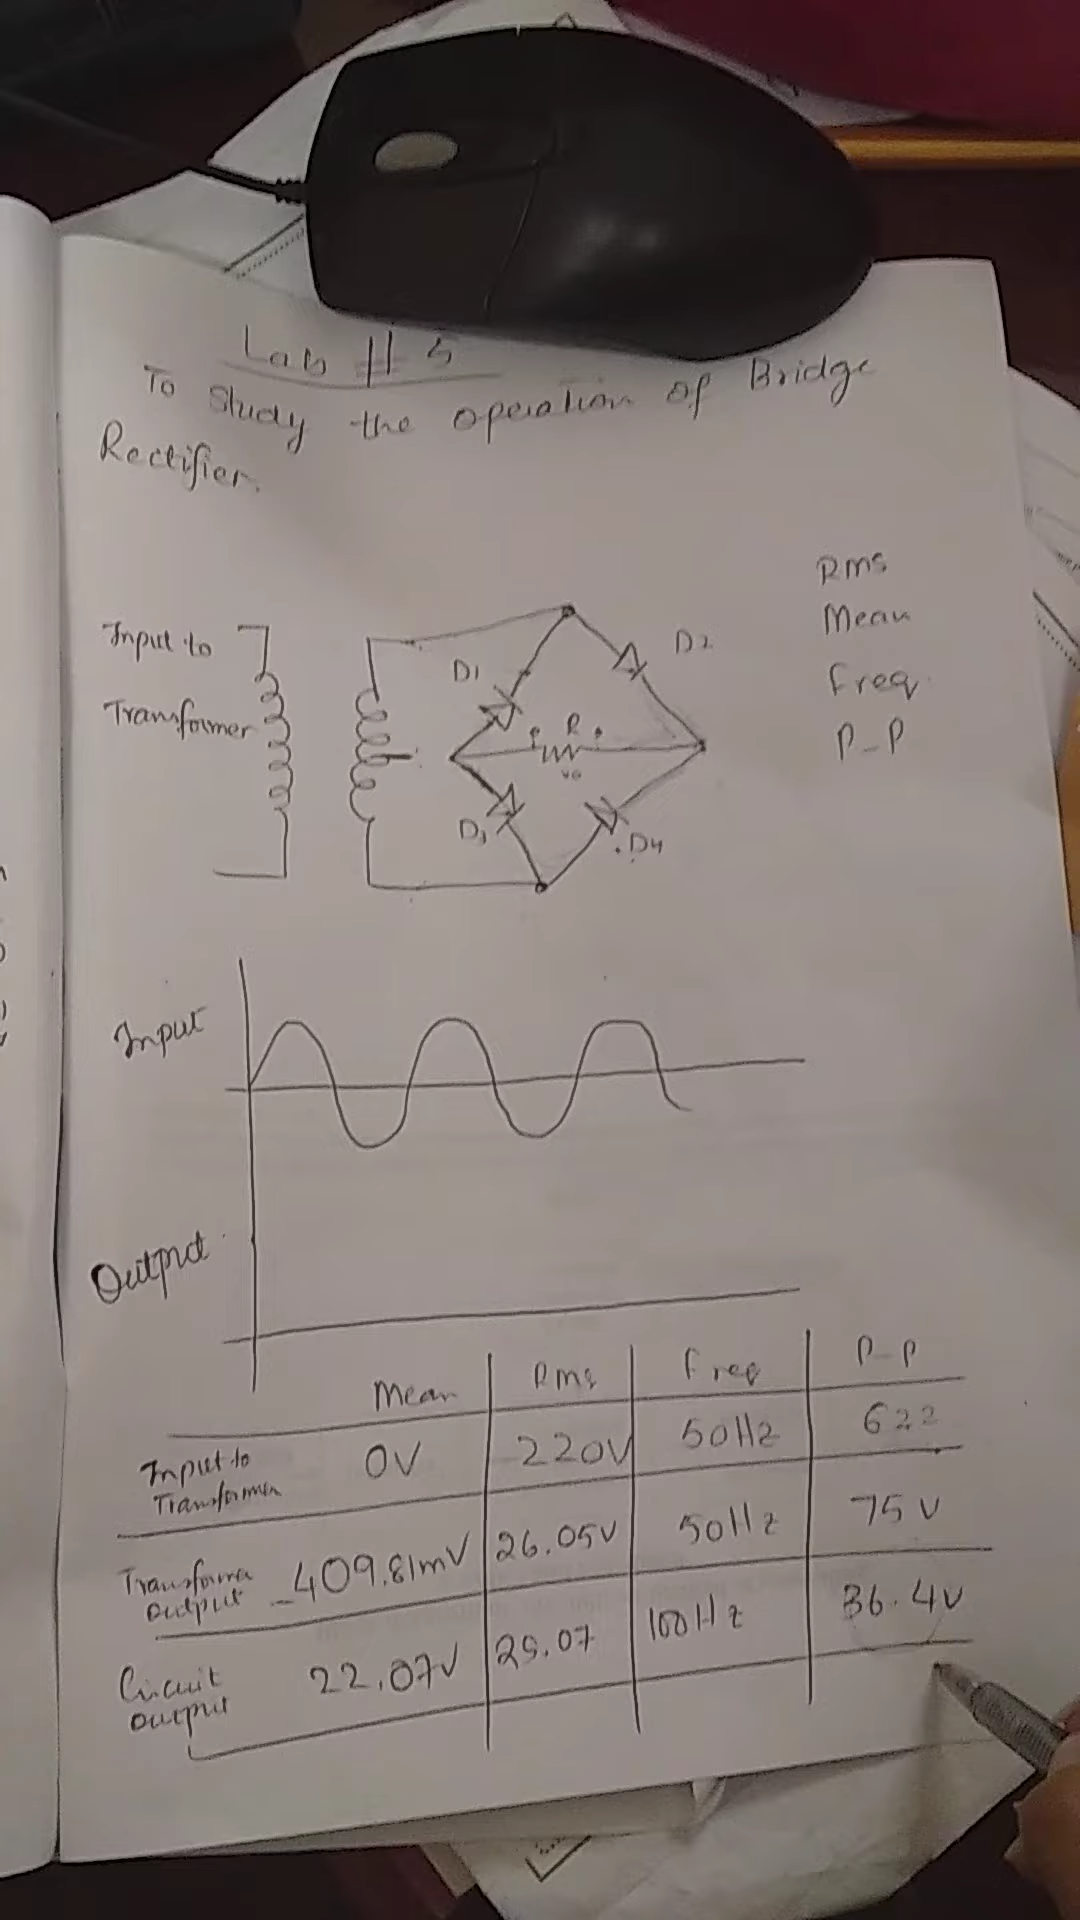 Lab # 5
To Study the operation of Bridge
Rectifier.
Rms
Mean
Freq.
P-P
Input to
Transformer
D1
D2
R
D3
D4
Input
Output
Mean Rms Freq P-P
Input to
Transformer 0V 220V 50Hz 622
Transforme
output -409.81mV 26.05V 50Hz 75V
Circuit
output 22.07V 25.07 100Hz 36.4V